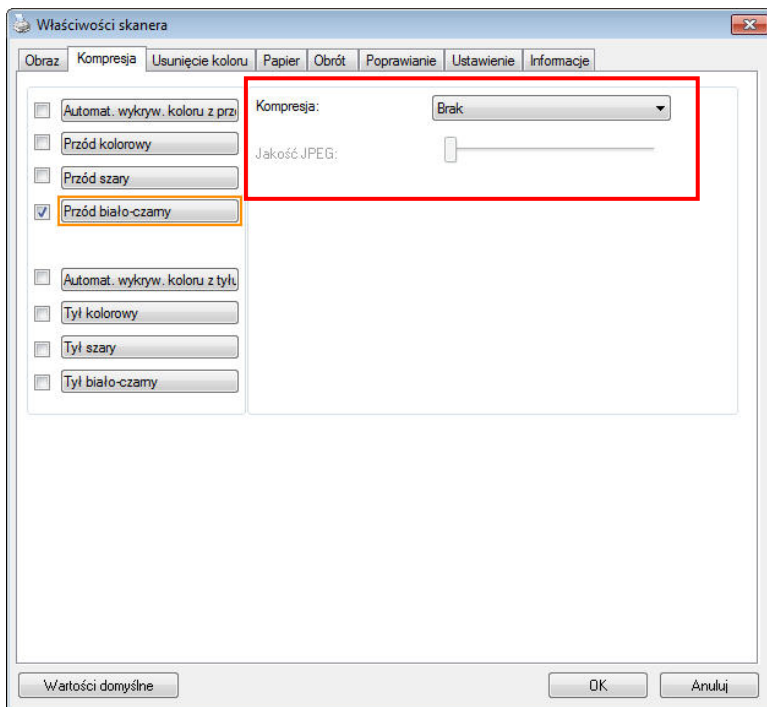 Właściwości skanera
Obraz Kompresja Usunięcie koloru Papier Obrót Poprawianie Ustawienie Informacje
Automat. wykryw. koloru z prz
Kompresja: Brak
Przód kolorowy
Jakość JPEG:
Przód szary
Przód biało-czarny
Automat. wykryw. koloru z tyłu
Tył kolorowy
Tył szary
Tył biało-czarny
Wartości domyślne OK Anuluj